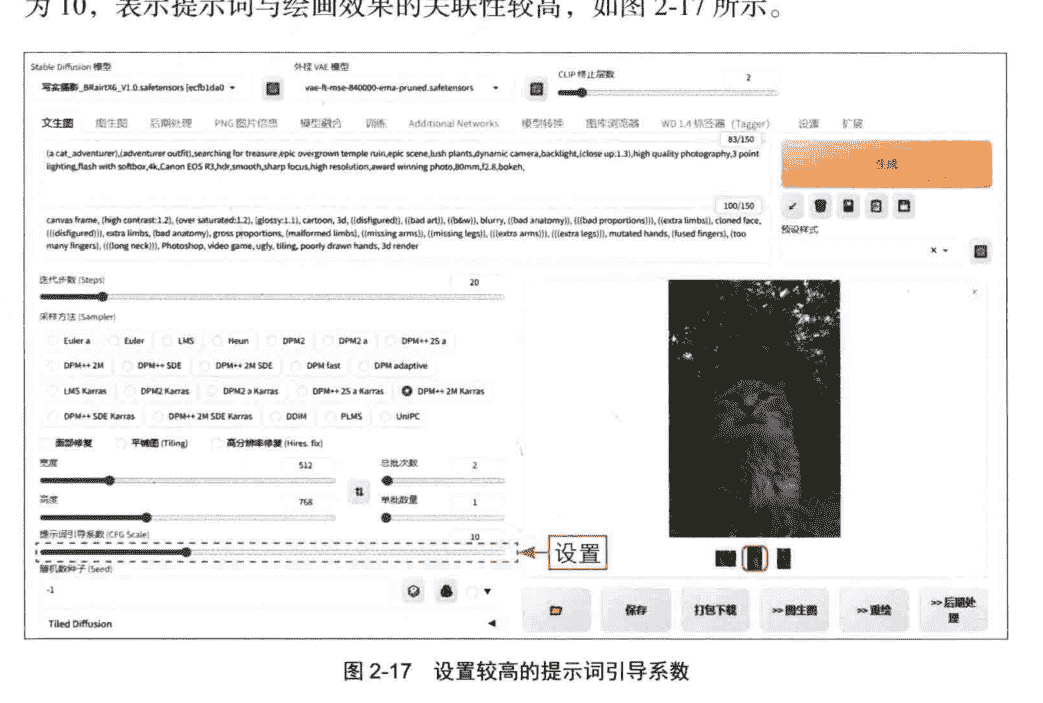 为 10，表示提示词与绘画效果的关联性较高，如图 2-17 所示。
Stable Diffusion 模型
外挂 VAE 模型
CLIP 终止层数
2
写实摄影_BRairtX6_V1.0.safetensors [ecfb1da0
vae-ft-mse-840000-ema-pruned.safetensors
文生图 图生图 后期处理 PNG 图片信息 模型融合 训练 Additional Networks 模型转换 图库浏览器 WD 1.4 标签器 (Tagger) 设置 扩展
83/150
(a cat_adventurer),(adventurer outfit),searching for treasure,epic overgrown temple ruin,epic scene,lush plants,dynamic camera,backlight,(close up:1.3),high quality photography,3 point
lighting,flash with softbox,4k,Canon EOS R3,hdr,smooth,sharp focus,high resolution,award winning photo,80mm,f2.8,bokeh,
生成
100/150
canvas frame, (high contrast:1.2), (over saturated:1.2), (glossy:1.1), cartoon, 3d, ((disfigured)), ((bad art)), ((b&w)), blurry, ((bad anatomy)), (((bad proportions))), ((extra limbs)), cloned face,
(((disfigured))), extra limbs, (bad anatomy), gross proportions, (malformed limbs), ((missing arms)), ((missing legs)), (((extra arms))), (((extra legs))), mutated hands, (fused fingers), (too
many fingers), (((long neck))), Photoshop, video game, ugly, tiling, poorly drawn hands, 3d render
预设样式
迭代步数 (Steps)
20
采样方法 (Sampler)
Euler a Euler LMS Heun DPM2 DPM2 a DPM++ 2S a
DPM++ 2M DPM++ SDE DPM++ 2M SDE DPM fast DPM adaptive
LMS Karras DPM2 Karras DPM2 a Karras DPM++ 2S a Karras DPM++ 2M Karras
DPM++ SDE Karras DPM++ 2M SDE Karras DDIM PLMS UniPC
面部修复 平铺图 (Tiling) 高分辨率修复 (Hires. fix)
宽度
512
总批次数
2
高度
768
单批数量
1
提示词引导系数 (CFG Scale)
10
设置
随机数种子 (Seed)
-1
Tiled Diffusion
保存
打包下载
>> 图生图
>> 重绘
>> 后期处
理
图 2-17 设置较高的提示词引导系数